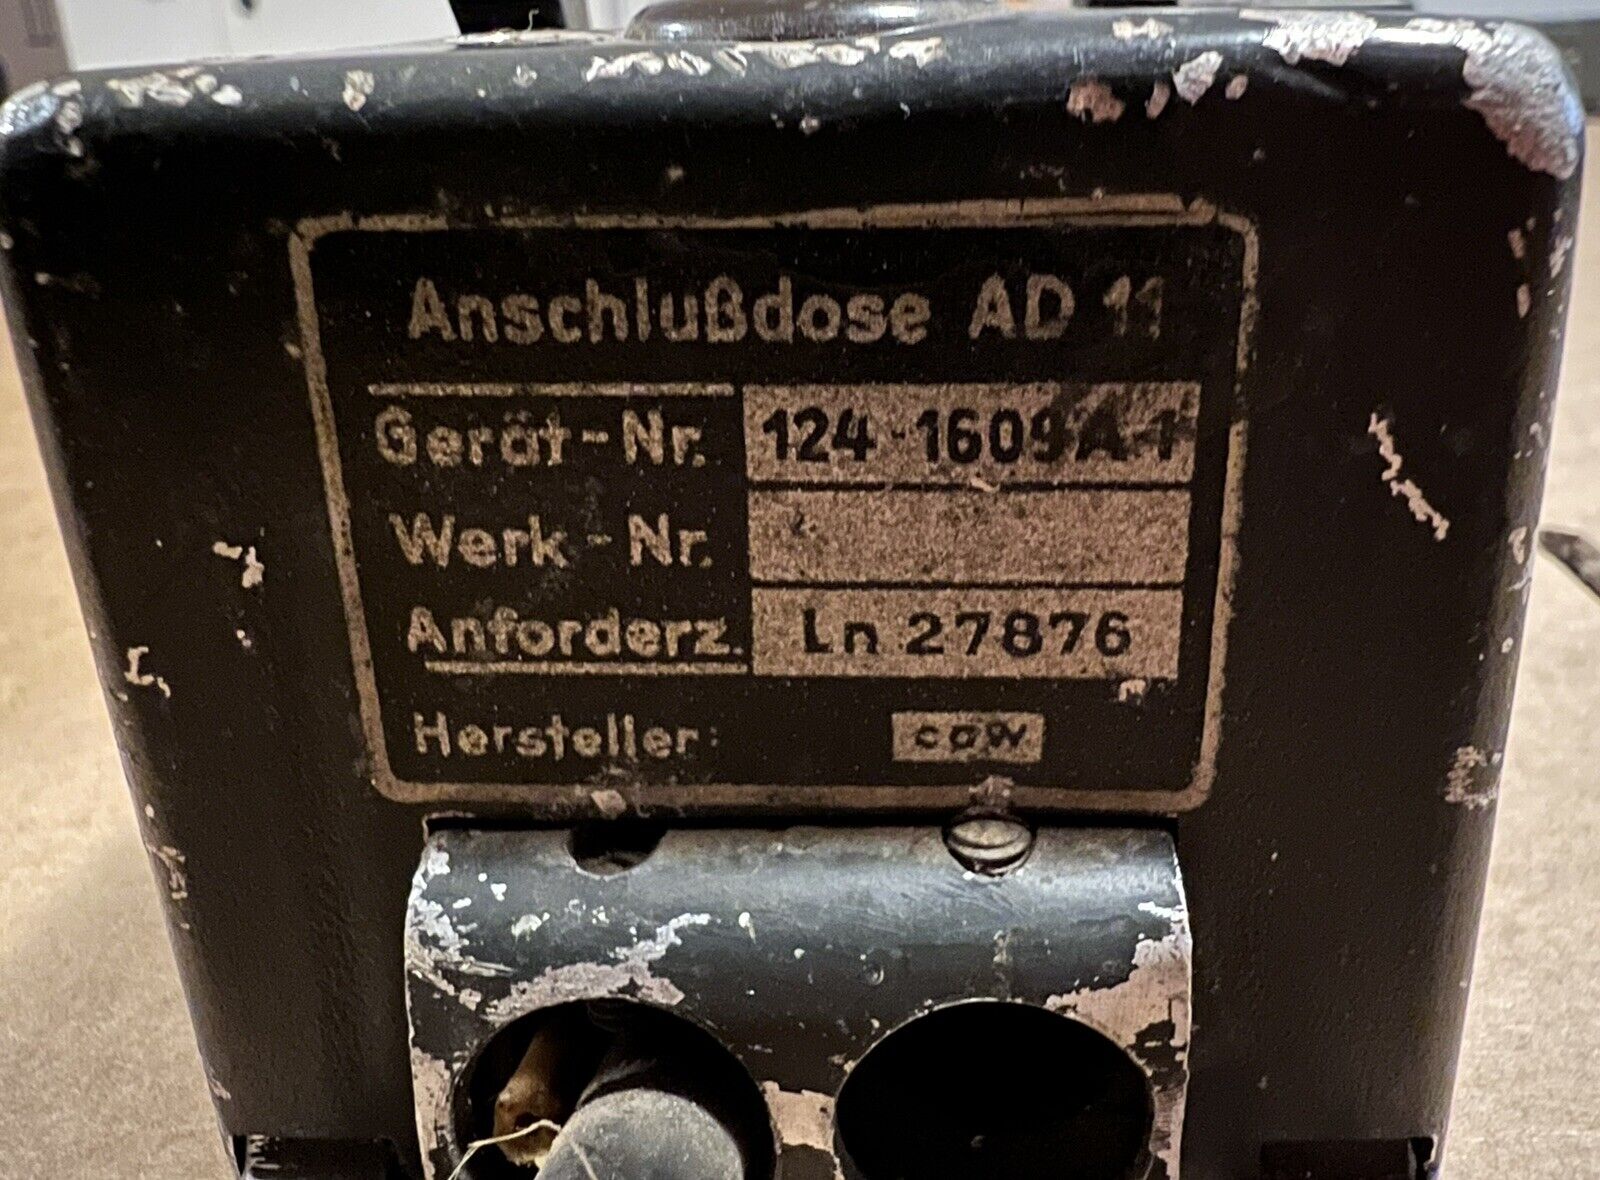 Anschlußdose AD 11
Gerät-Nr. 124-1609A-1
Werk-Nr.
Anforderz. Ln 27876
Hersteller: cow